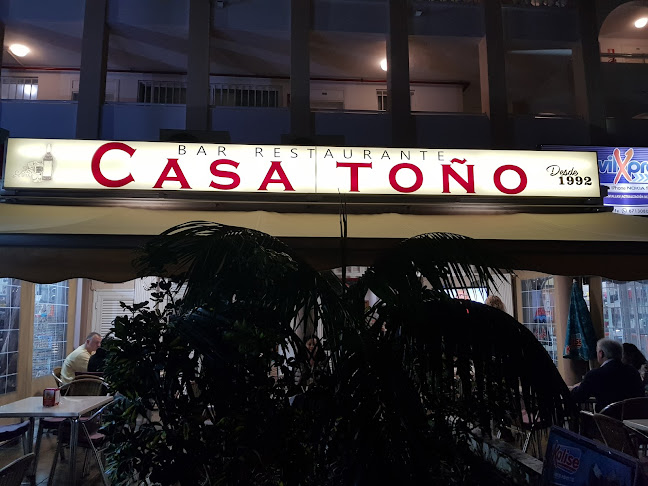 BAR RESTAURANTE
CASA TOÑO
Desde
1992